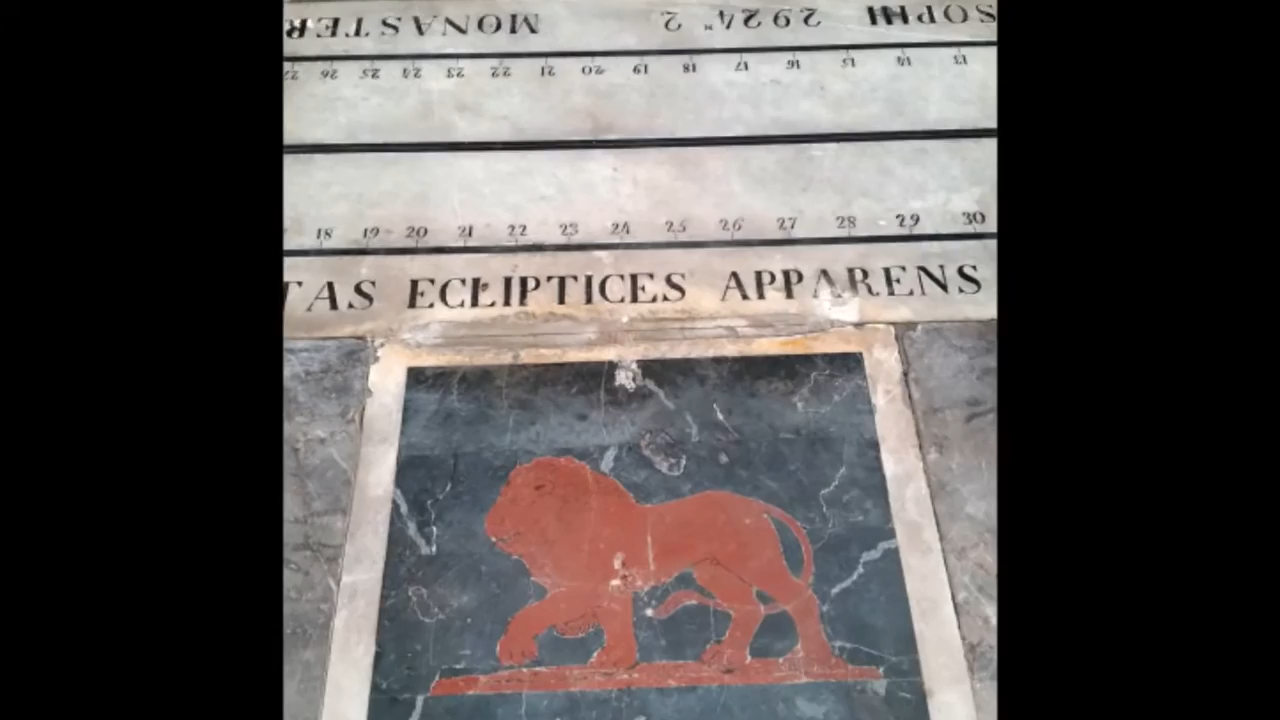 SOPHI 2924" 2 MONASTER
13 14 15 16 17 18 19 20 21 22 23 24 25 26 27
18 19 20 21 22 23 24 25 26 27 28 29 30
TAS ECLIPTICES APPARENS